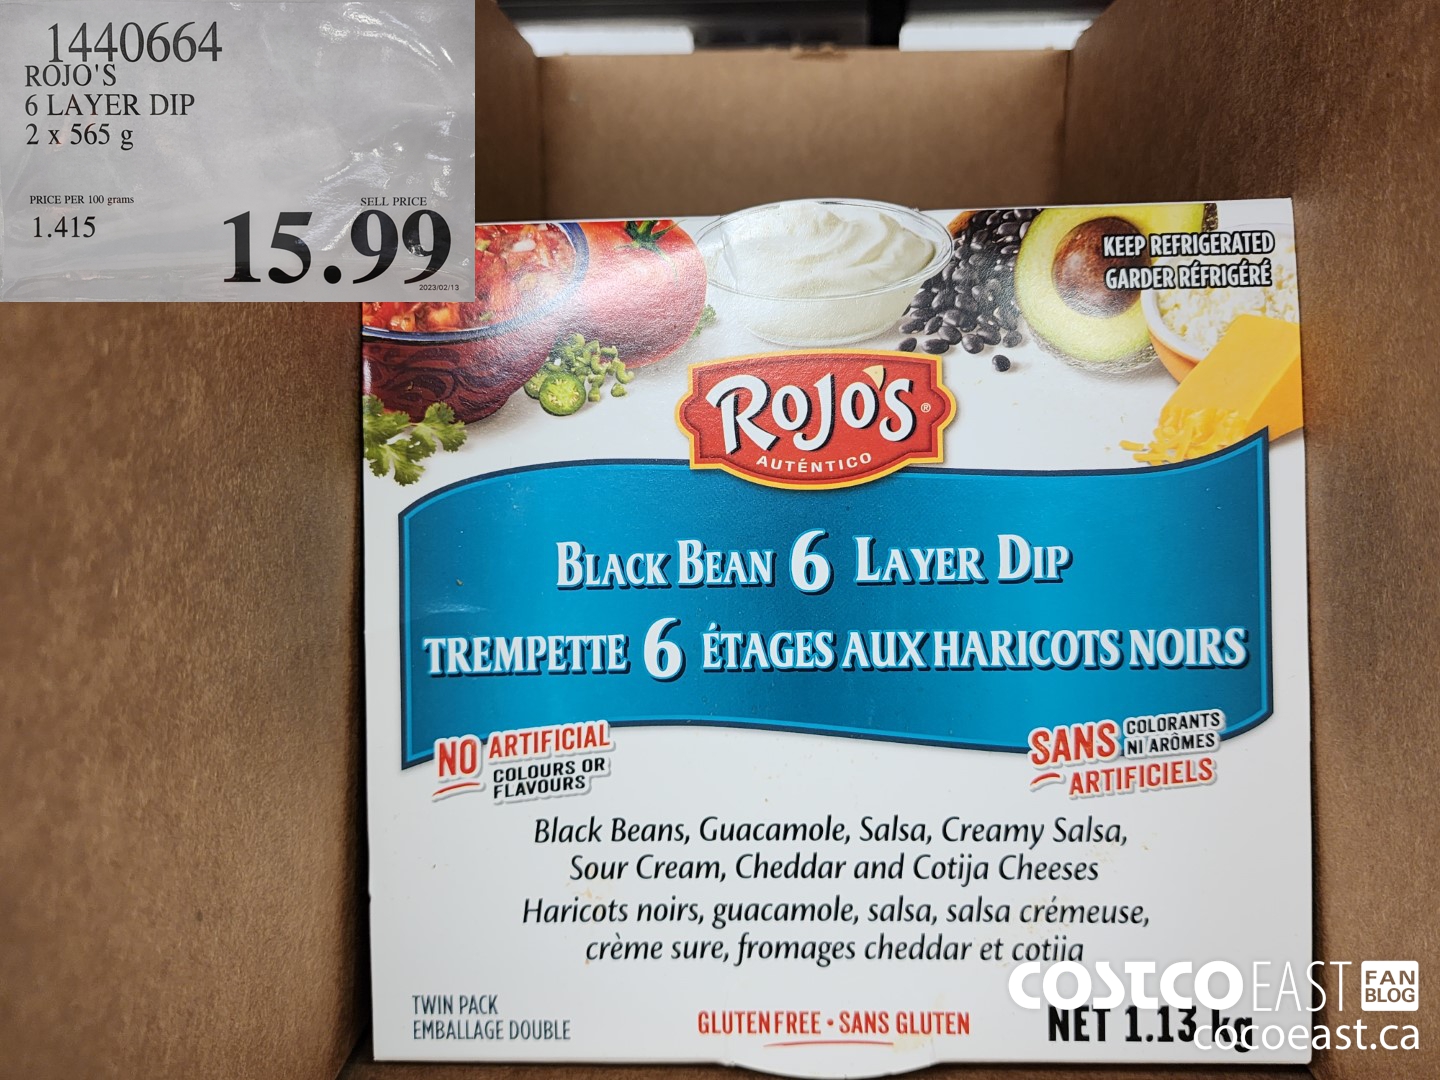 1440664
ROJO'S
6 LAYER DIP
2 x 565 g
PRICE PER 100 grams
1.415
SELL PRICE
15.99
2023/02/13
KEEP REFRIGERATED
GARDER RÉFRIGÉRÉ
ROJO'S®
AUTÉNTICO
BLACK BEAN 6 LAYER DIP
TREMPETTE 6 ÉTAGES AUX HARICOTS NOIRS
NO ARTIFICIAL
COLOURS OR
FLAVOURS
SANS COLORANTS
NI ARÔMES
ARTIFICIELS
Black Beans, Guacamole, Salsa, Creamy Salsa,
Sour Cream, Cheddar and Cotija Cheeses
Haricots noirs, guacamole, salsa, salsa crémeuse,
crème sure, fromages cheddar et cotija
TWIN PACK
EMBALLAGE DOUBLE
GLUTEN FREE • SANS GLUTEN
NET 1.13 kg
COSTCO EAST FAN BLOG
cocoeast.ca